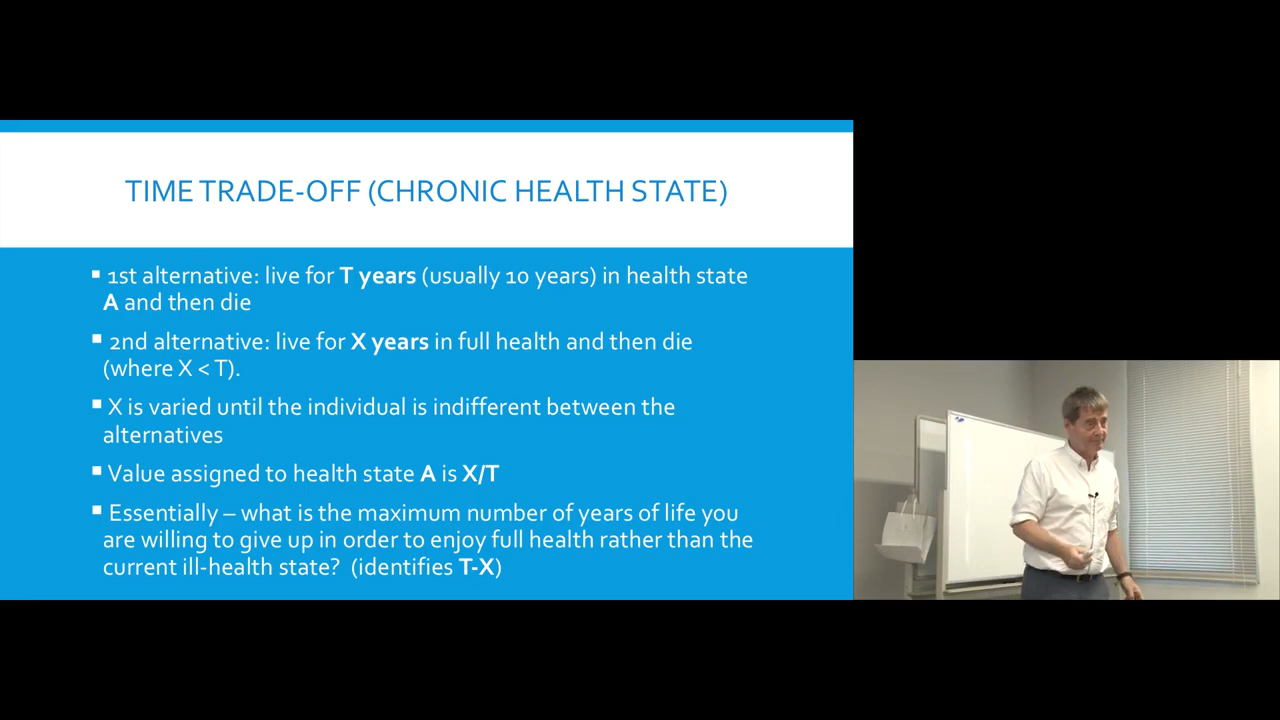 TIME TRADE-OFF (CHRONIC HEALTH STATE)
▪ 1st alternative: live for T years (usually 10 years) in health state
A and then die
▪ 2nd alternative: live for X years in full health and then die
(where X < T).
▪ X is varied until the individual is indifferent between the
alternatives
▪ Value assigned to health state A is X/T
▪ Essentially – what is the maximum number of years of life you
are willing to give up in order to enjoy full health rather than the
current ill-health state? (identifies T-X)